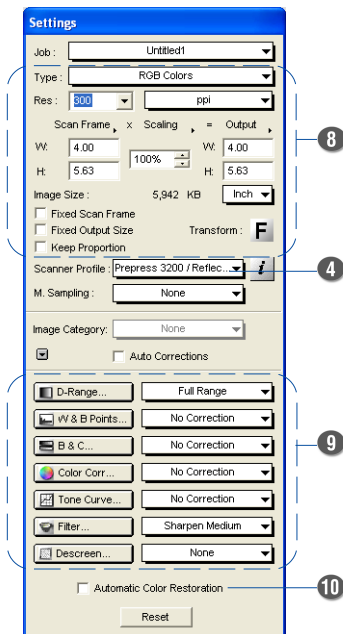 Settings
Job : Untitled1
Type : RGB Colors
Res : 300 ppi
Scan Frame x Scaling = Output
W: 4.00 100% W: 4.00
H: 5.63 H: 5.63
Image Size : 5,942 KB Inch
Fixed Scan Frame
Fixed Output Size Transform : F
Keep Proportion
Scanner Profile : Prepress 3200 / Reflec... i
M. Sampling : None
Image Category: None
Auto Corrections
D-Range... Full Range
W & B Points... No Correction
B & C... No Correction
Color Corr... No Correction
Tone Curve... No Correction
Filter... Sharpen Medium
Descreen... None
Automatic Color Restoration
Reset
8
4
9
10